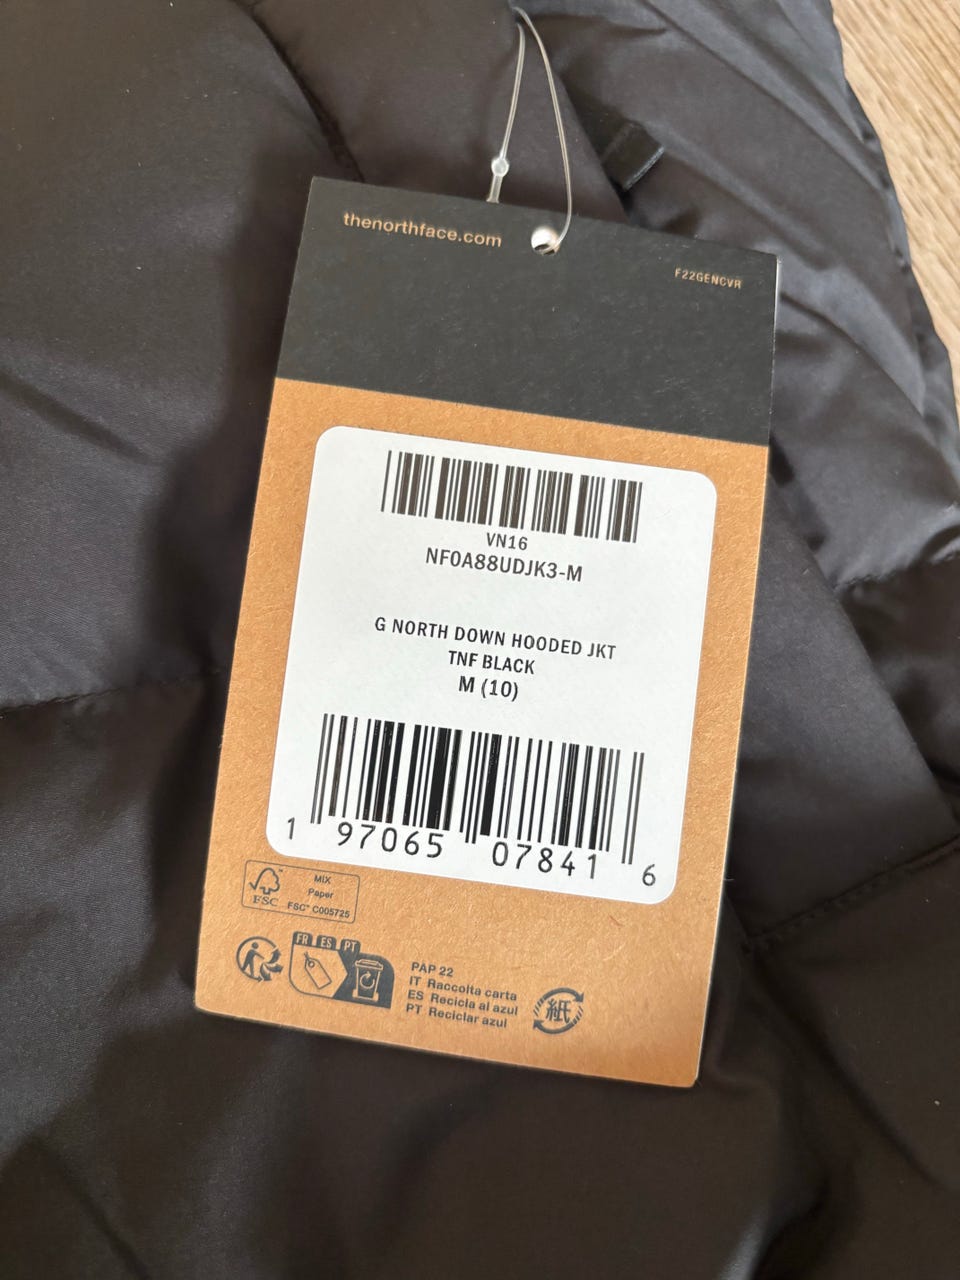 thenorthface.com
F22GENCVR
VN16
NF0A88UDJK3-M
G NORTH DOWN HOODED JKT
TNF BLACK
M (10)
1 97065 07841 6
FSC
MIX
Paper
FSC® C005725
FR ES PT
PAP 22
IT Raccolta carta
ES Recicla al azul
PT Reciclar azul
紙